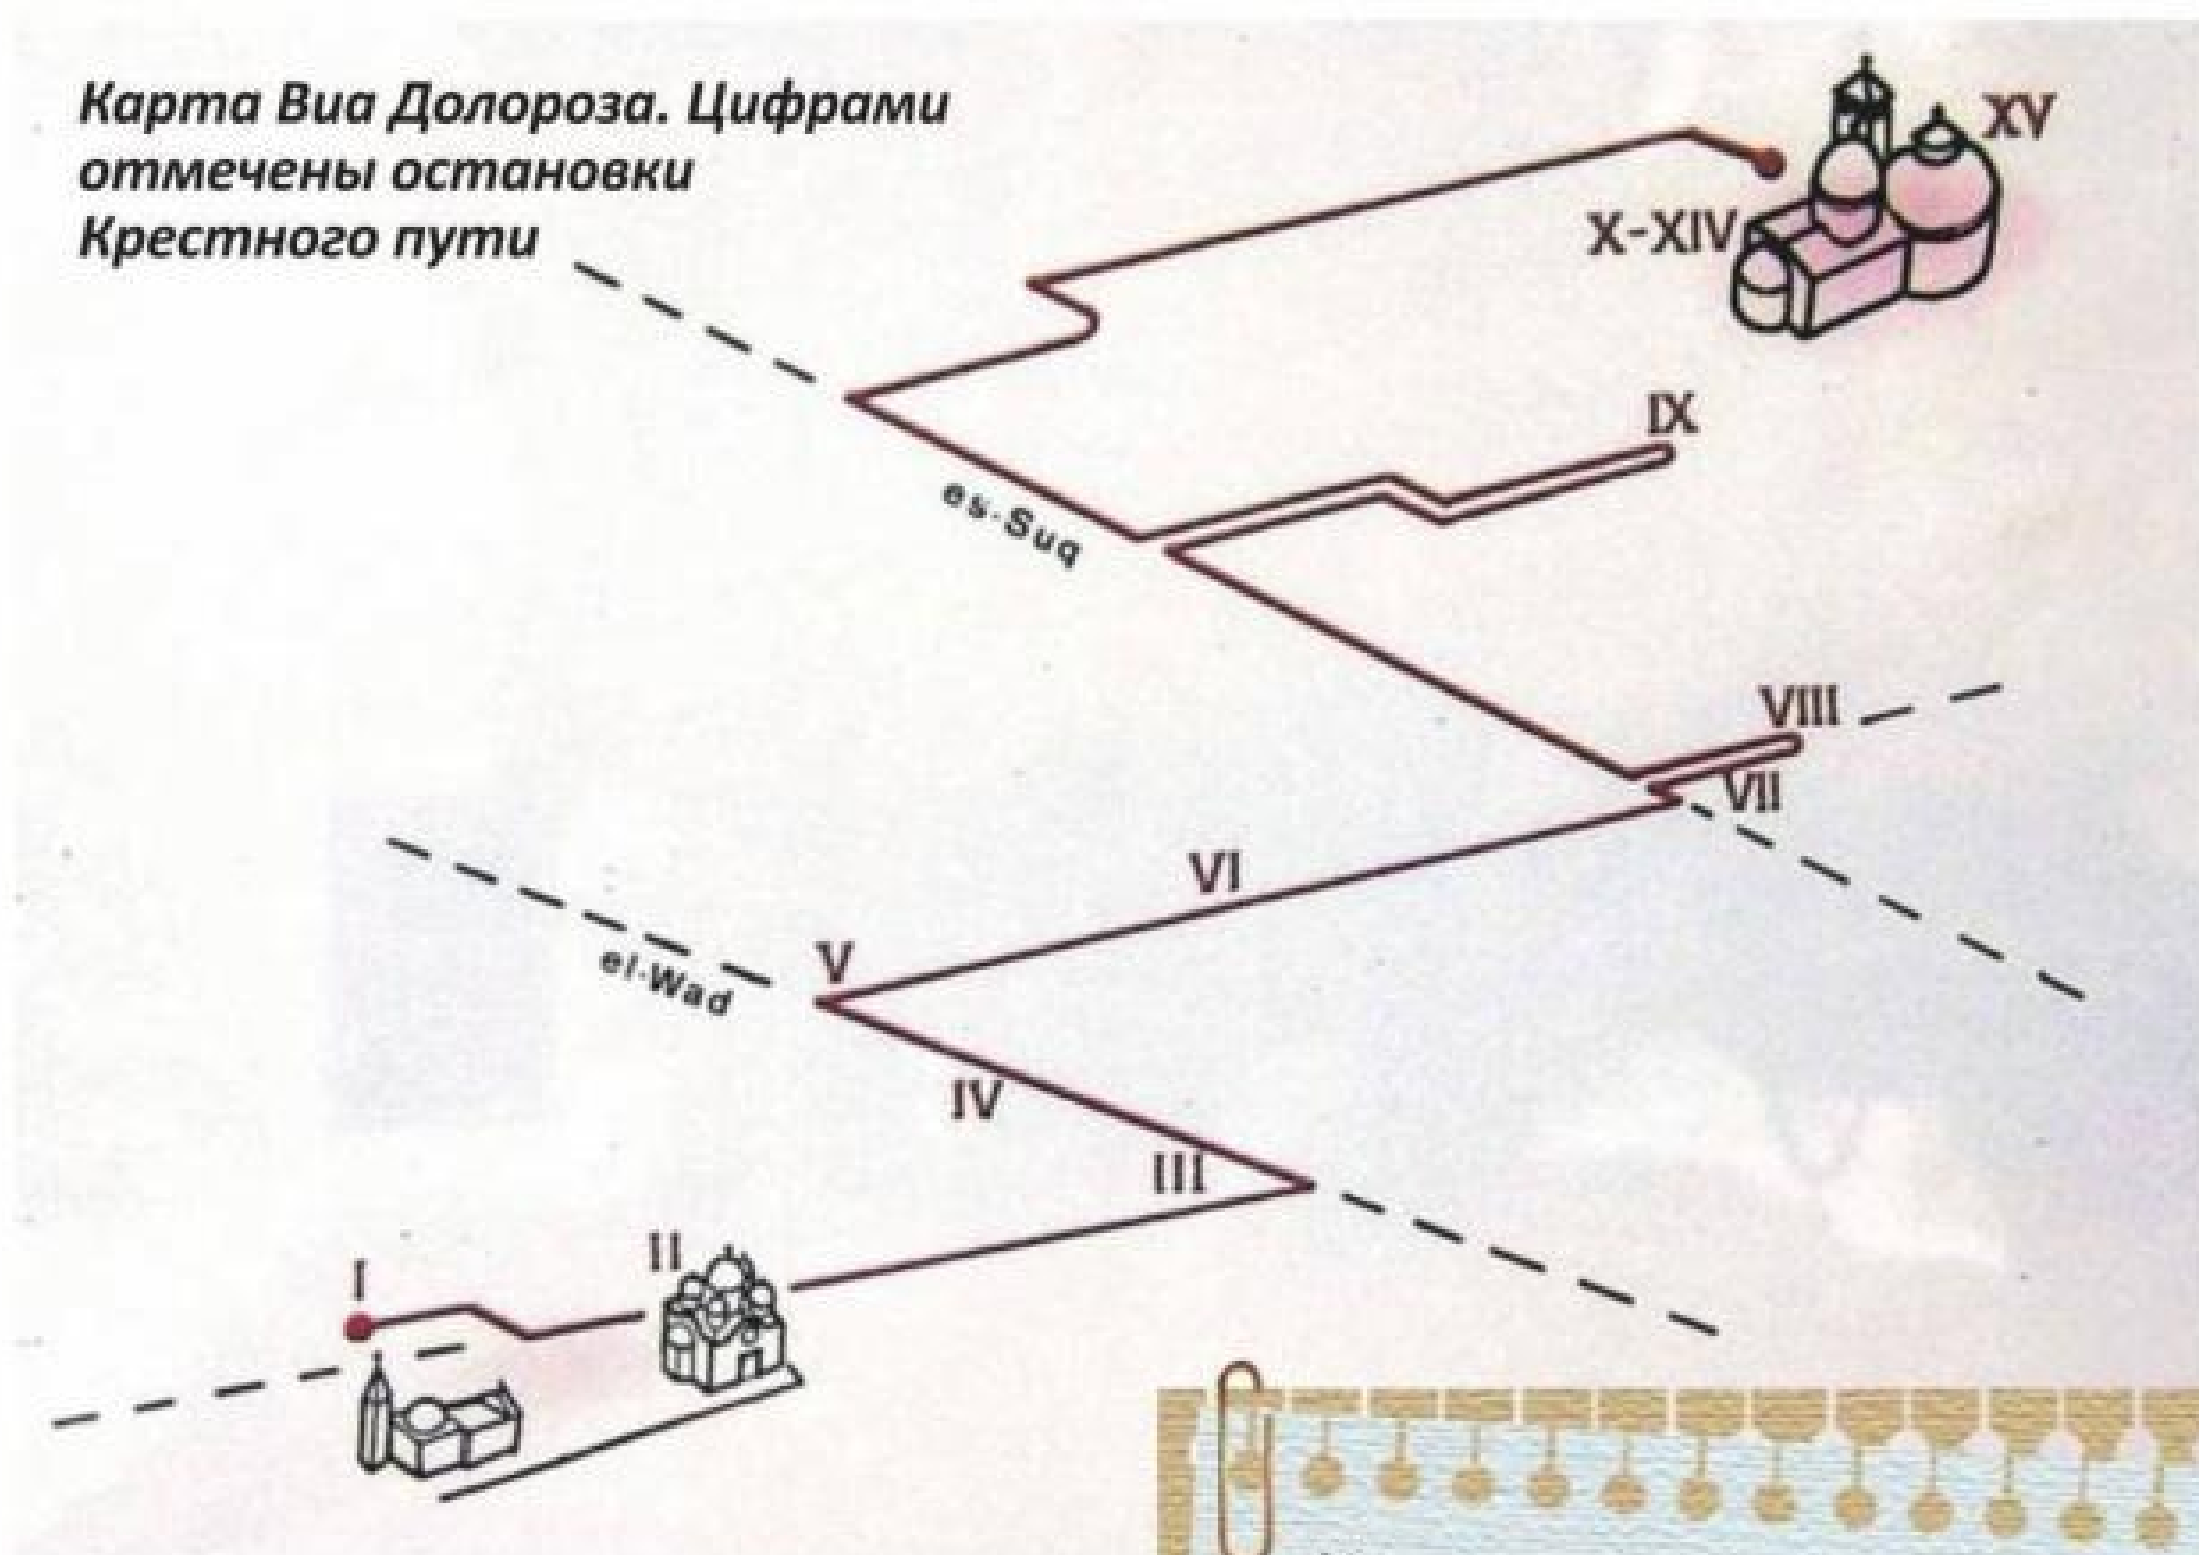 Карта Виа Долороза. Цифрами
отмечены остановки
Крестного пути
XV
X-XIV
IX
es-Suq
VIII
VII
VI
V
el-Wad
IV
III
II
I